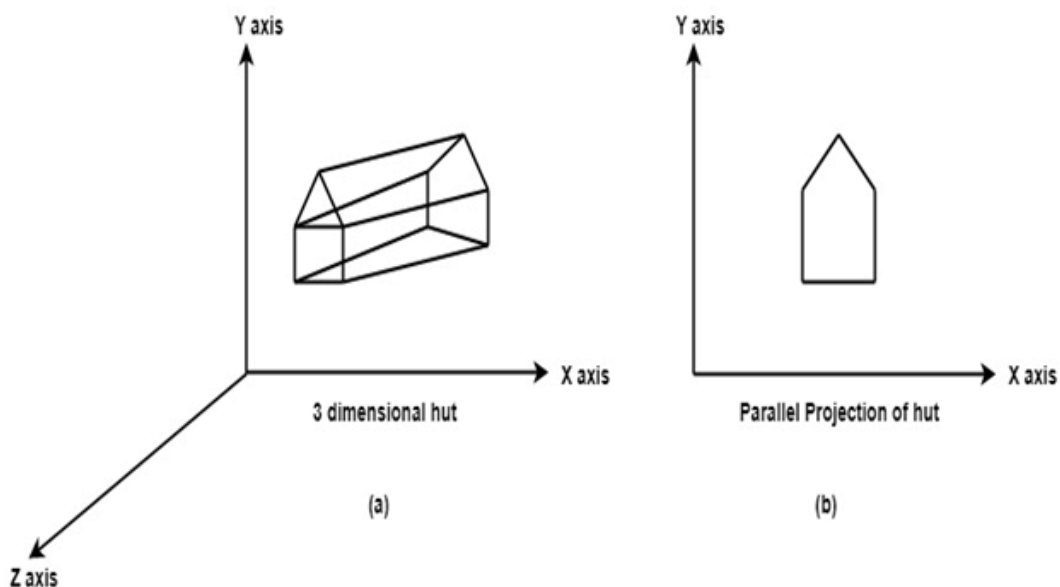 Y axis
Y axis
X axis
X axis
3 dimensional hut
Parallel Projection of hut
(a)
(b)
Z axis